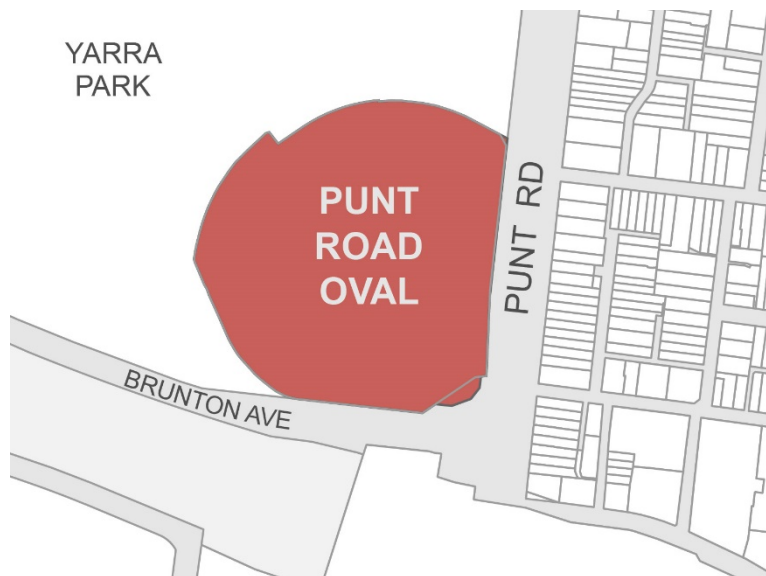 YARRA
PARK
PUNT
ROAD
OVAL
PUNT RD
BRUNTON AVE